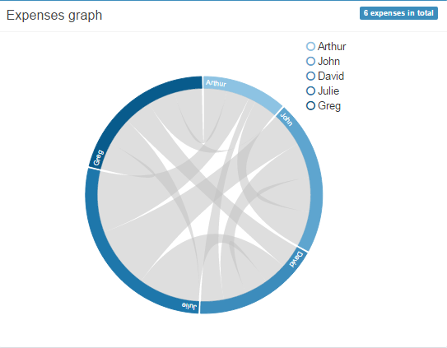 Expenses graph
6 expenses in total
Arthur
John
David
Julie
Greg
Arthur
John
David
Julie
Greg